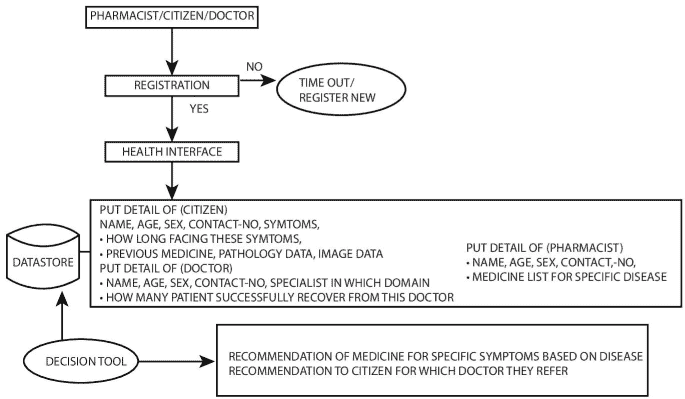 PHARMACIST/CITIZEN/DOCTOR
REGISTRATION
NO
TIME OUT/
REGISTER NEW
YES
HEALTH INTERFACE
PUT DETAIL OF (CITIZEN)
NAME, AGE, SEX, CONTACT-NO, SYMTOMS,
• HOW LONG FACING THESE SYMTOMS,
• PREVIOUS MEDICINE, PATHOLOGY DATA, IMAGE DATA
PUT DETAIL OF (DOCTOR)
• NAME, AGE, SEX, CONTACT-NO, SPECIALIST IN WHICH DOMAIN
• HOW MANY PATIENT SUCCESSFULLY RECOVER FROM THIS DOCTOR
PUT DETAIL OF (PHARMACIST)
• NAME, AGE, SEX, CONTACT,-NO,
• MEDICINE LIST FOR SPECIFIC DISEASE
DATASTORE
DECISION TOOL
RECOMMENDATION OF MEDICINE FOR SPECIFIC SYMPTOMS BASED ON DISEASE
RECOMMENDATION TO CITIZEN FOR WHICH DOCTOR THEY REFER